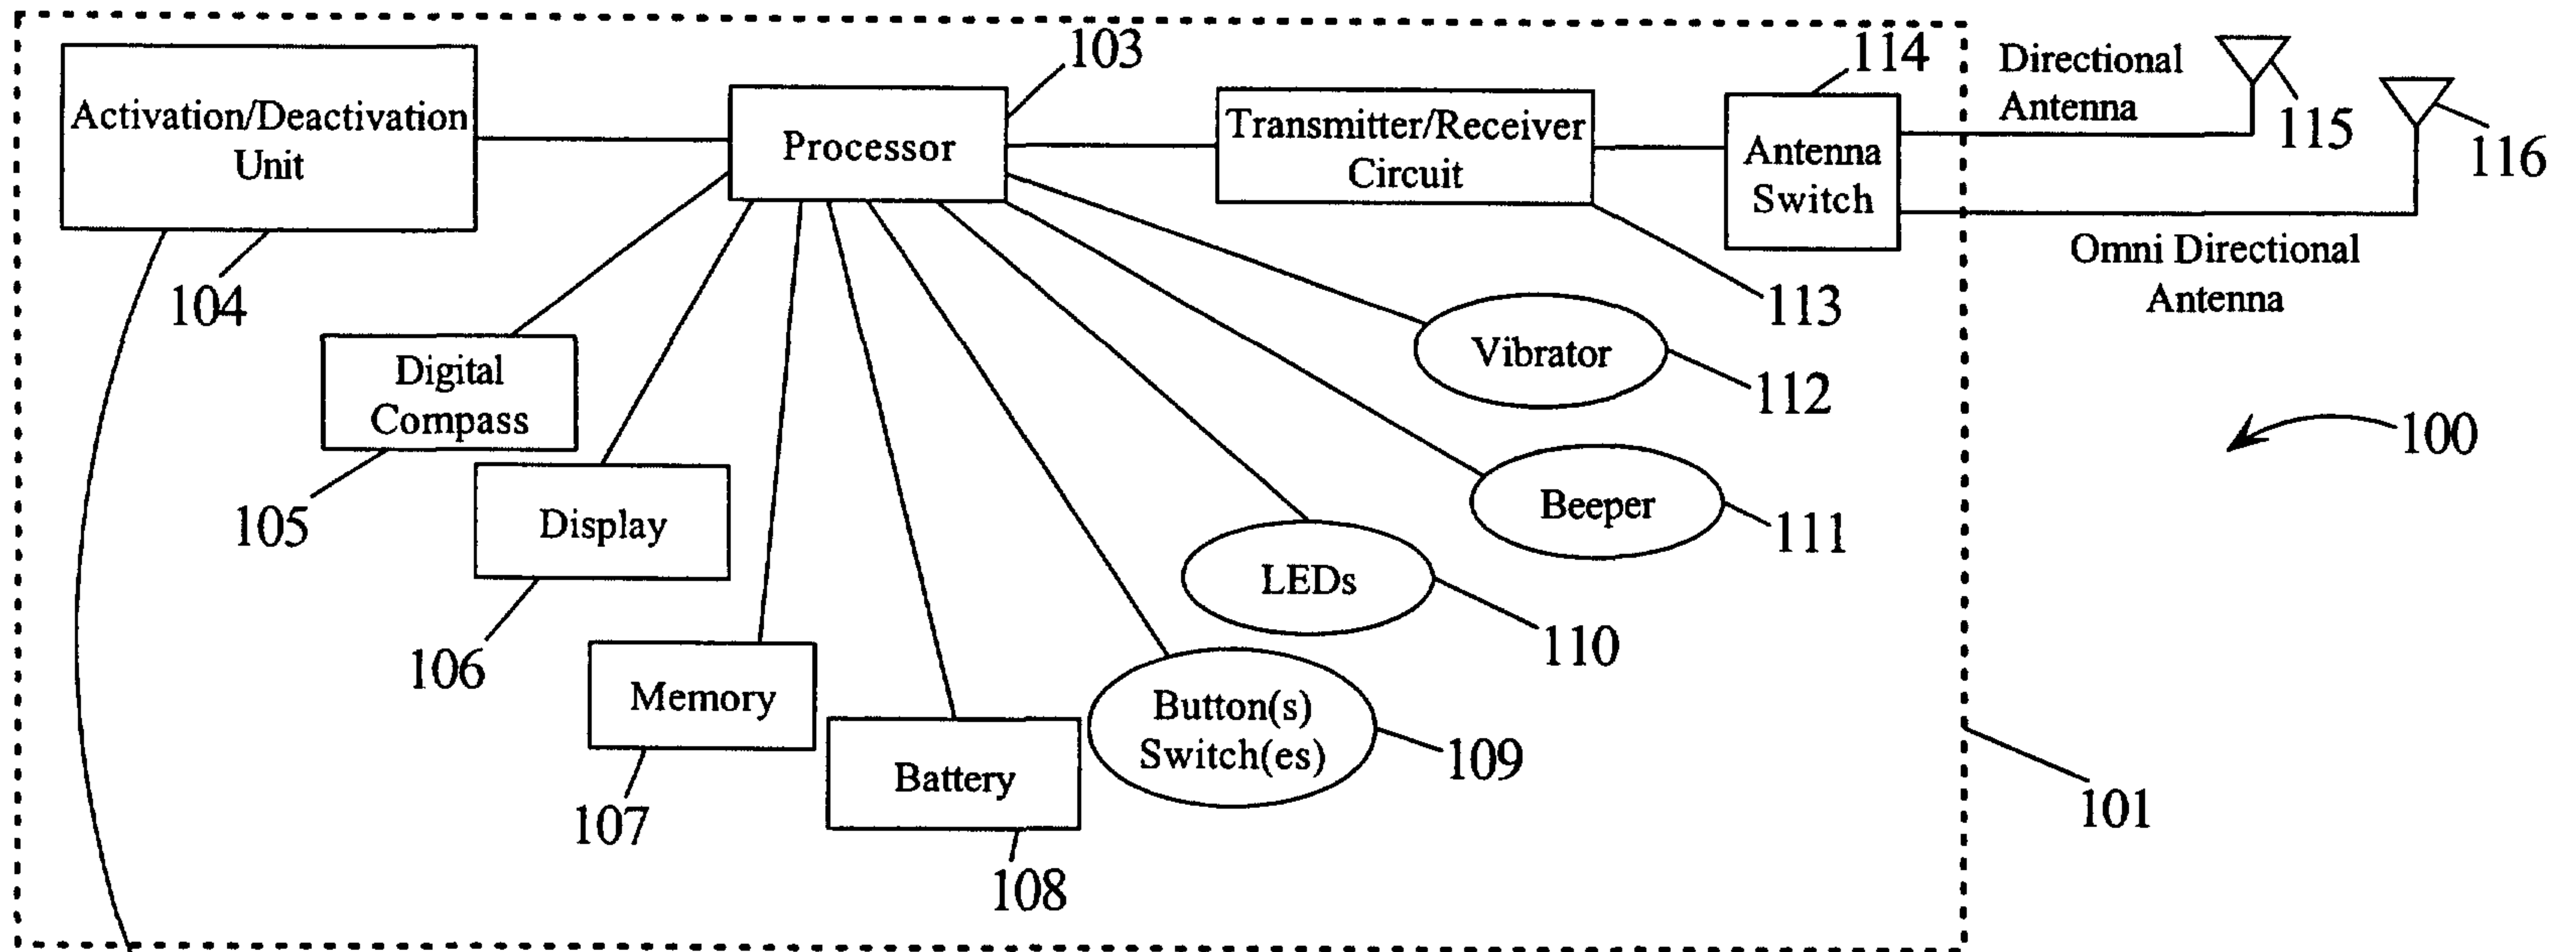 103
114
Directional
Antenna
115
116
Activation/Deactivation
Unit
Processor
Transmitter/Receiver
Circuit
Antenna
Switch
Omni Directional
Antenna
104
113
Digital
Compass
Vibrator
112
100
105
Display
Beeper
111
LEDs
110
106
Memory
Button(s)
Switch(es)
109
Battery
101
107
108